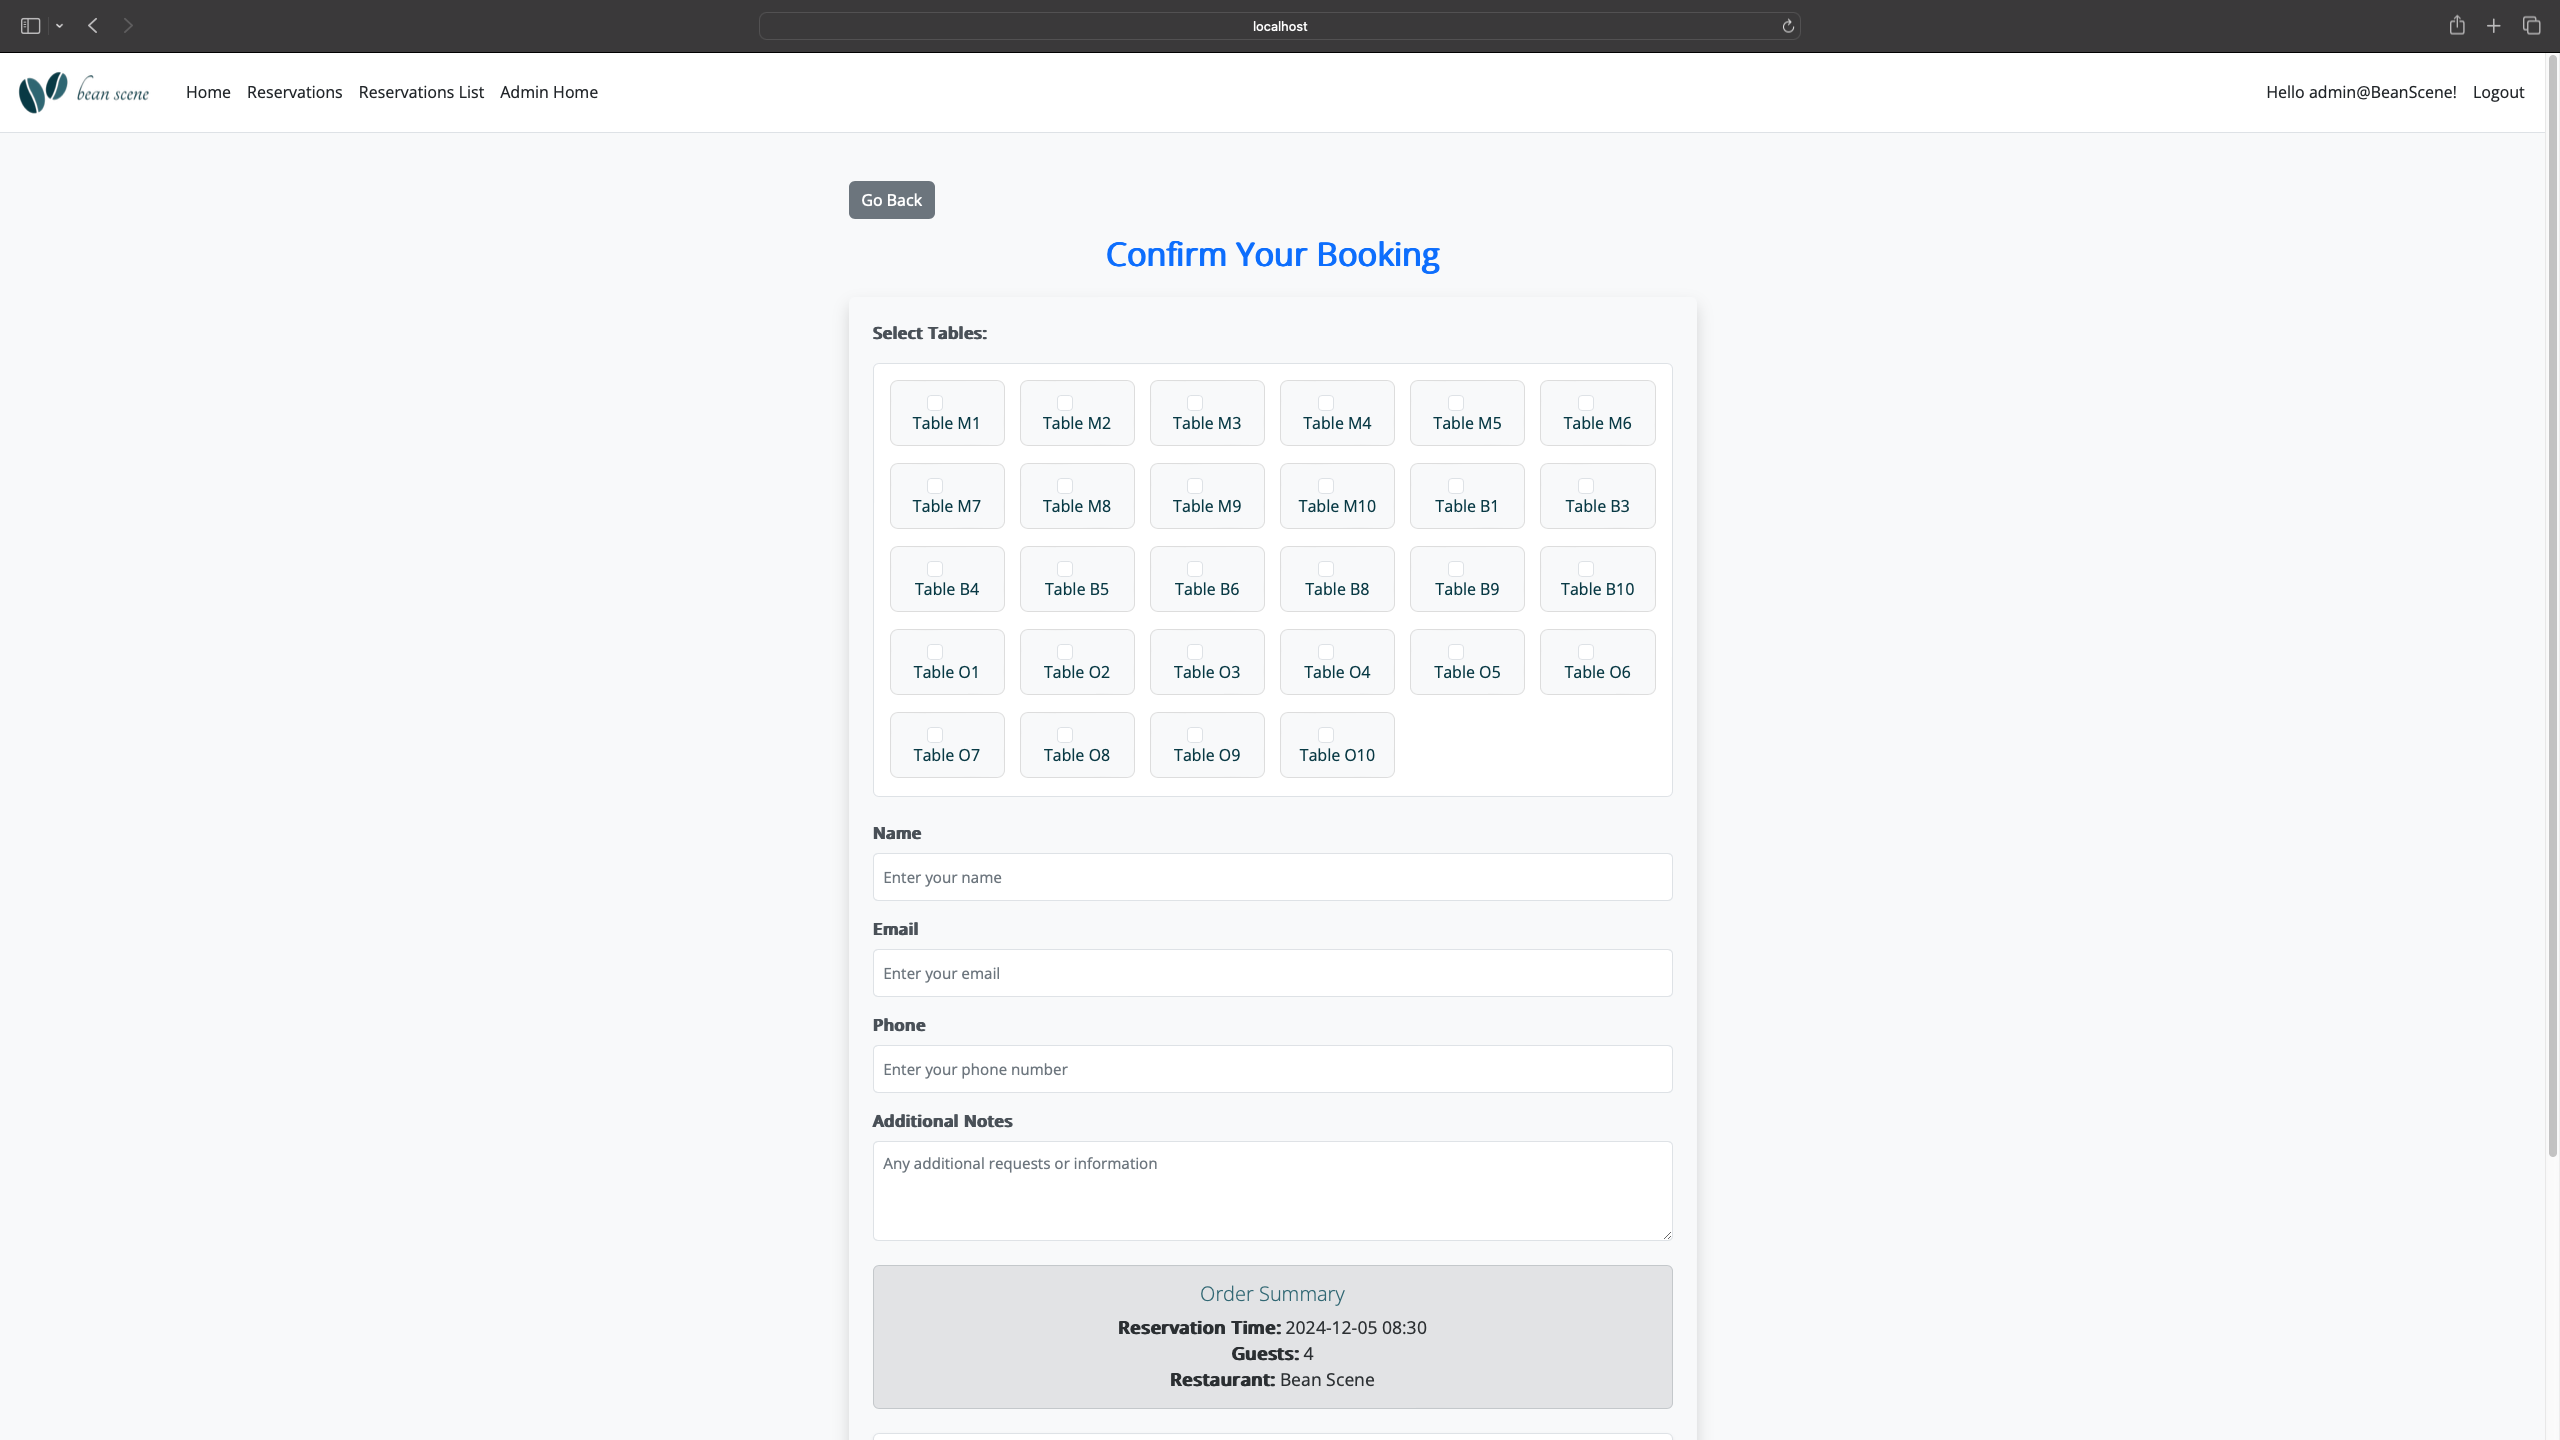 localhost
bean scene Home Reservations Reservations List Admin Home Hello admin@BeanScene! Logout
Go Back
Confirm Your Booking
Select Tables:
Table M1 Table M2 Table M3 Table M4 Table M5 Table M6
Table M7 Table M8 Table M9 Table M10 Table B1 Table B3
Table B4 Table B5 Table B6 Table B8 Table B9 Table B10
Table O1 Table O2 Table O3 Table O4 Table O5 Table O6
Table O7 Table O8 Table O9 Table O10
Name
Enter your name
Email
Enter your email
Phone
Enter your phone number
Additional Notes
Any additional requests or information
Order Summary
Reservation Time: 2024-12-05 08:30
Guests: 4
Restaurant: Bean Scene